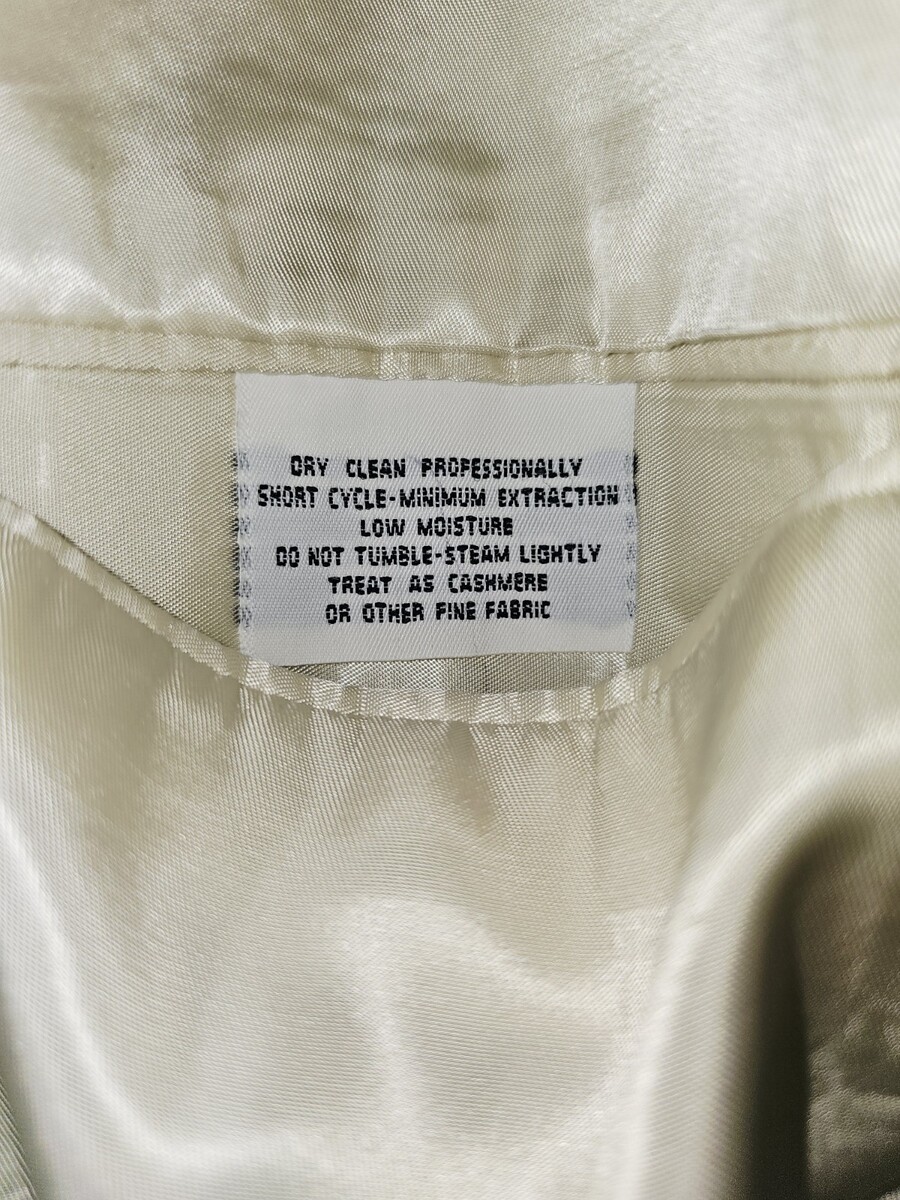 DRY CLEAN PROFESSIONALLY
SHORT CYCLE-MINIMUM EXTRACTION
LOW MOISTURE
DO NOT TUMBLE-STEAM LIGHTLY
TREAT AS CASHMERE
OR OTHER FINE FABRIC